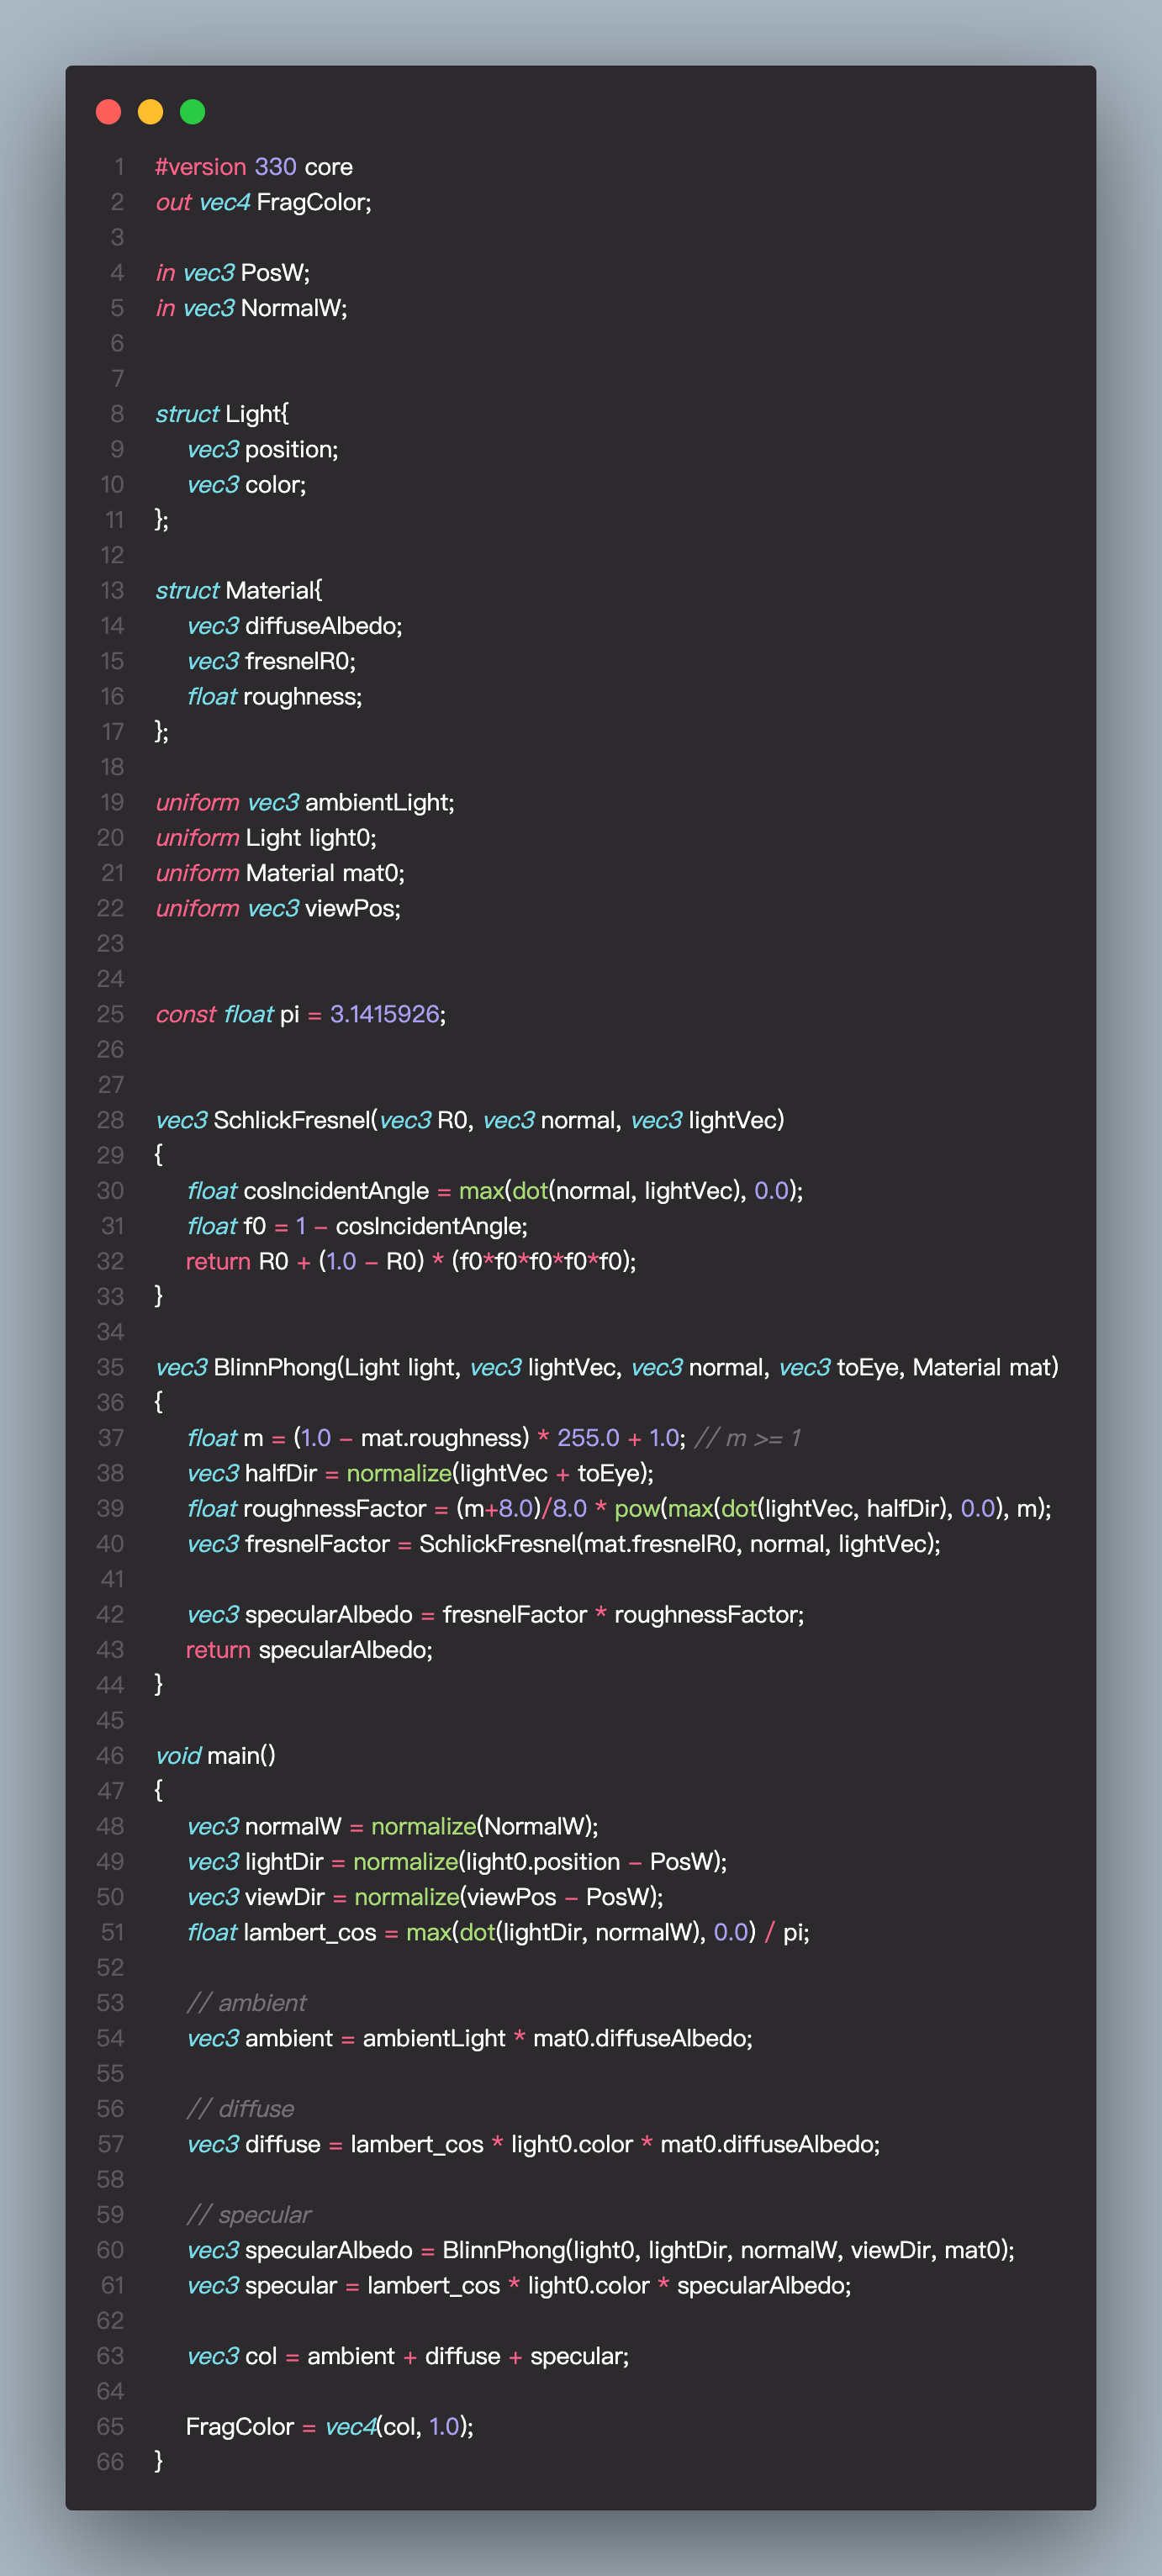 1 #version 330 core
2 out vec4 FragColor;
3
4 in vec3 PosW;
5 in vec3 NormalW;
6
7
8 struct Light{
9 vec3 position;
10 vec3 color;
11 };
12
13 struct Material{
14 vec3 diffuseAlbedo;
15 vec3 fresnelR0;
16 float roughness;
17 };
18
19 uniform vec3 ambientLight;
20 uniform Light light0;
21 uniform Material mat0;
22 uniform vec3 viewPos;
23
24
25 const float pi = 3.1415926;
26
27
28 vec3 SchlickFresnel(vec3 R0, vec3 normal, vec3 lightVec)
29 {
30 float cosIncidentAngle = max(dot(normal, lightVec), 0.0);
31 float f0 = 1 - cosIncidentAngle;
32 return R0 + (1.0 - R0) * (f0*f0*f0*f0*f0);
33 }
34
35 vec3 BlinnPhong(Light light, vec3 lightVec, vec3 normal, vec3 toEye, Material mat)
36 {
37 float m = (1.0 - mat.roughness) * 255.0 + 1.0; // m >= 1
38 vec3 halfDir = normalize(lightVec + toEye);
39 float roughnessFactor = (m+8.0)/8.0 * pow(max(dot(lightVec, halfDir), 0.0), m);
40 vec3 fresnelFactor = SchlickFresnel(mat.fresnelR0, normal, lightVec);
41
42 vec3 specularAlbedo = fresnelFactor * roughnessFactor;
43 return specularAlbedo;
44 }
45
46 void main()
47 {
48 vec3 normalW = normalize(NormalW);
49 vec3 lightDir = normalize(light0.position - PosW);
50 vec3 viewDir = normalize(viewPos - PosW);
51 float lambert_cos = max(dot(lightDir, normalW), 0.0) / pi;
52
53 // ambient
54 vec3 ambient = ambientLight * mat0.diffuseAlbedo;
55
56 // diffuse
57 vec3 diffuse = lambert_cos * light0.color * mat0.diffuseAlbedo;
58
59 // specular
60 vec3 specularAlbedo = BlinnPhong(light0, lightDir, normalW, viewDir, mat0);
61 vec3 specular = lambert_cos * light0.color * specularAlbedo;
62
63 vec3 col = ambient + diffuse + specular;
64
65 FragColor = vec4(col, 1.0);
66 }